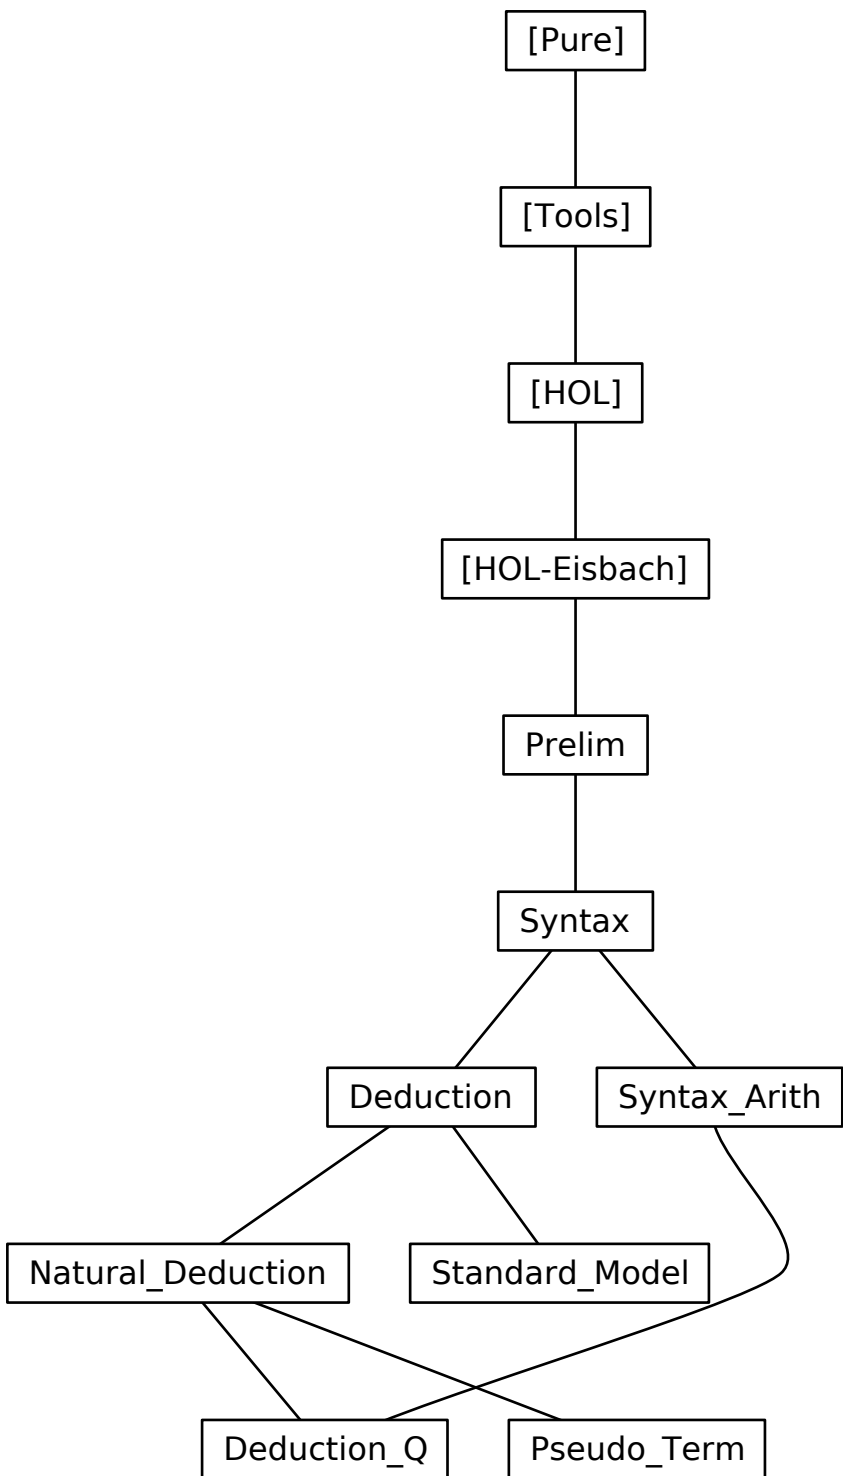 [Pure]
[Tools]
[HOL]
[HOL-Eisbach]
Prelim
Syntax
Deduction
Syntax_Arith
Natural_Deduction
Standard_Model
Deduction_Q
Pseudo_Term